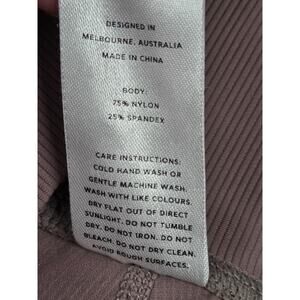 DESIGNED IN
MELBOURNE, AUSTRALIA
MADE IN CHINA
BODY:
75% NYLON
25% SPANDEX
CARE INSTRUCTIONS:
COLD HAND WASH OR
GENTLE MACHINE WASH.
WASH WITH LIKE COLOURS.
DRY FLAT OUT OF DIRECT
SUNLIGHT. DO NOT TUMBLE
DRY. DO NOT IRON. DO NOT
BLEACH. DO NOT DRY CLEAN.
AVOID ROUGH SURFACES.